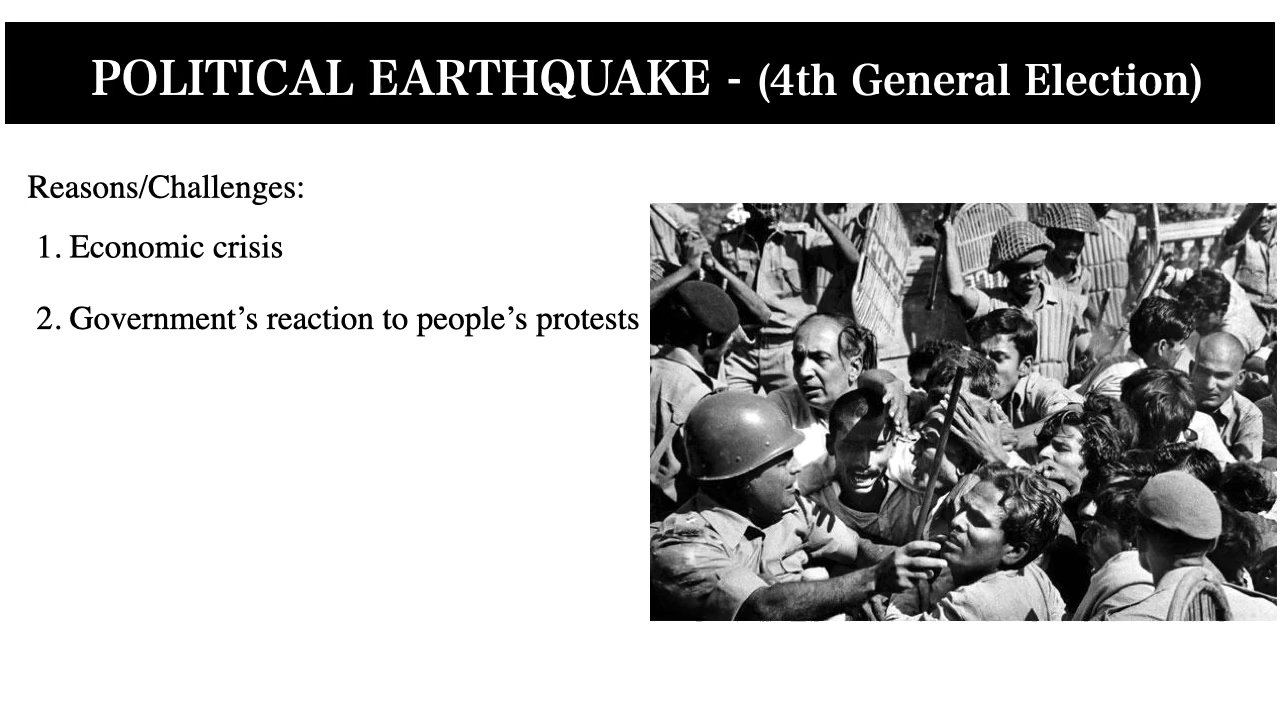 POLITICAL EARTHQUAKE - (4th General Election)
Reasons/Challenges:
1. Economic crisis
2. Government’s reaction to people’s protests